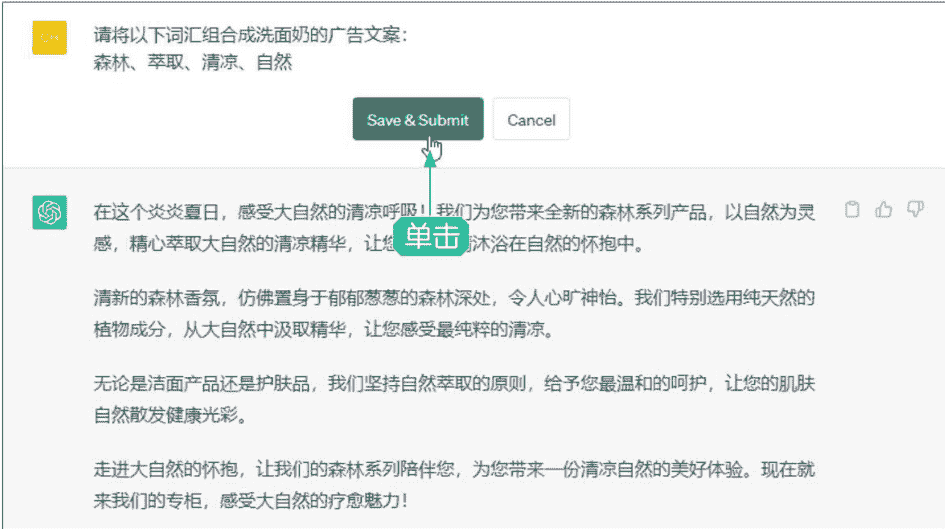 请将以下词汇组合成洗面奶的广告文案：
森林、萃取、清凉、自然
Save & Submit
Cancel
在这个炎炎夏日，感受大自然的清凉呼吸！我们为您带来全新的森林系列产品，以自然为灵
感，精心萃取大自然的清凉精华，让您 沐浴在自然的怀抱中。
单击
清新的森林香氛，仿佛置身于郁郁葱葱的森林深处，令人心旷神怡。我们特别选用纯天然的
植物成分，从大自然中汲取精华，让您感受最纯粹的清凉。
无论是洁面产品还是护肤品，我们坚持自然萃取的原则，给予您最温和的呵护，让您的肌肤
自然散发健康光彩。
走进大自然的怀抱，让我们的森林系列陪伴您，为您带来一份清凉自然的美好体验。现在就
来我们的专柜，感受大自然的疗愈魅力！